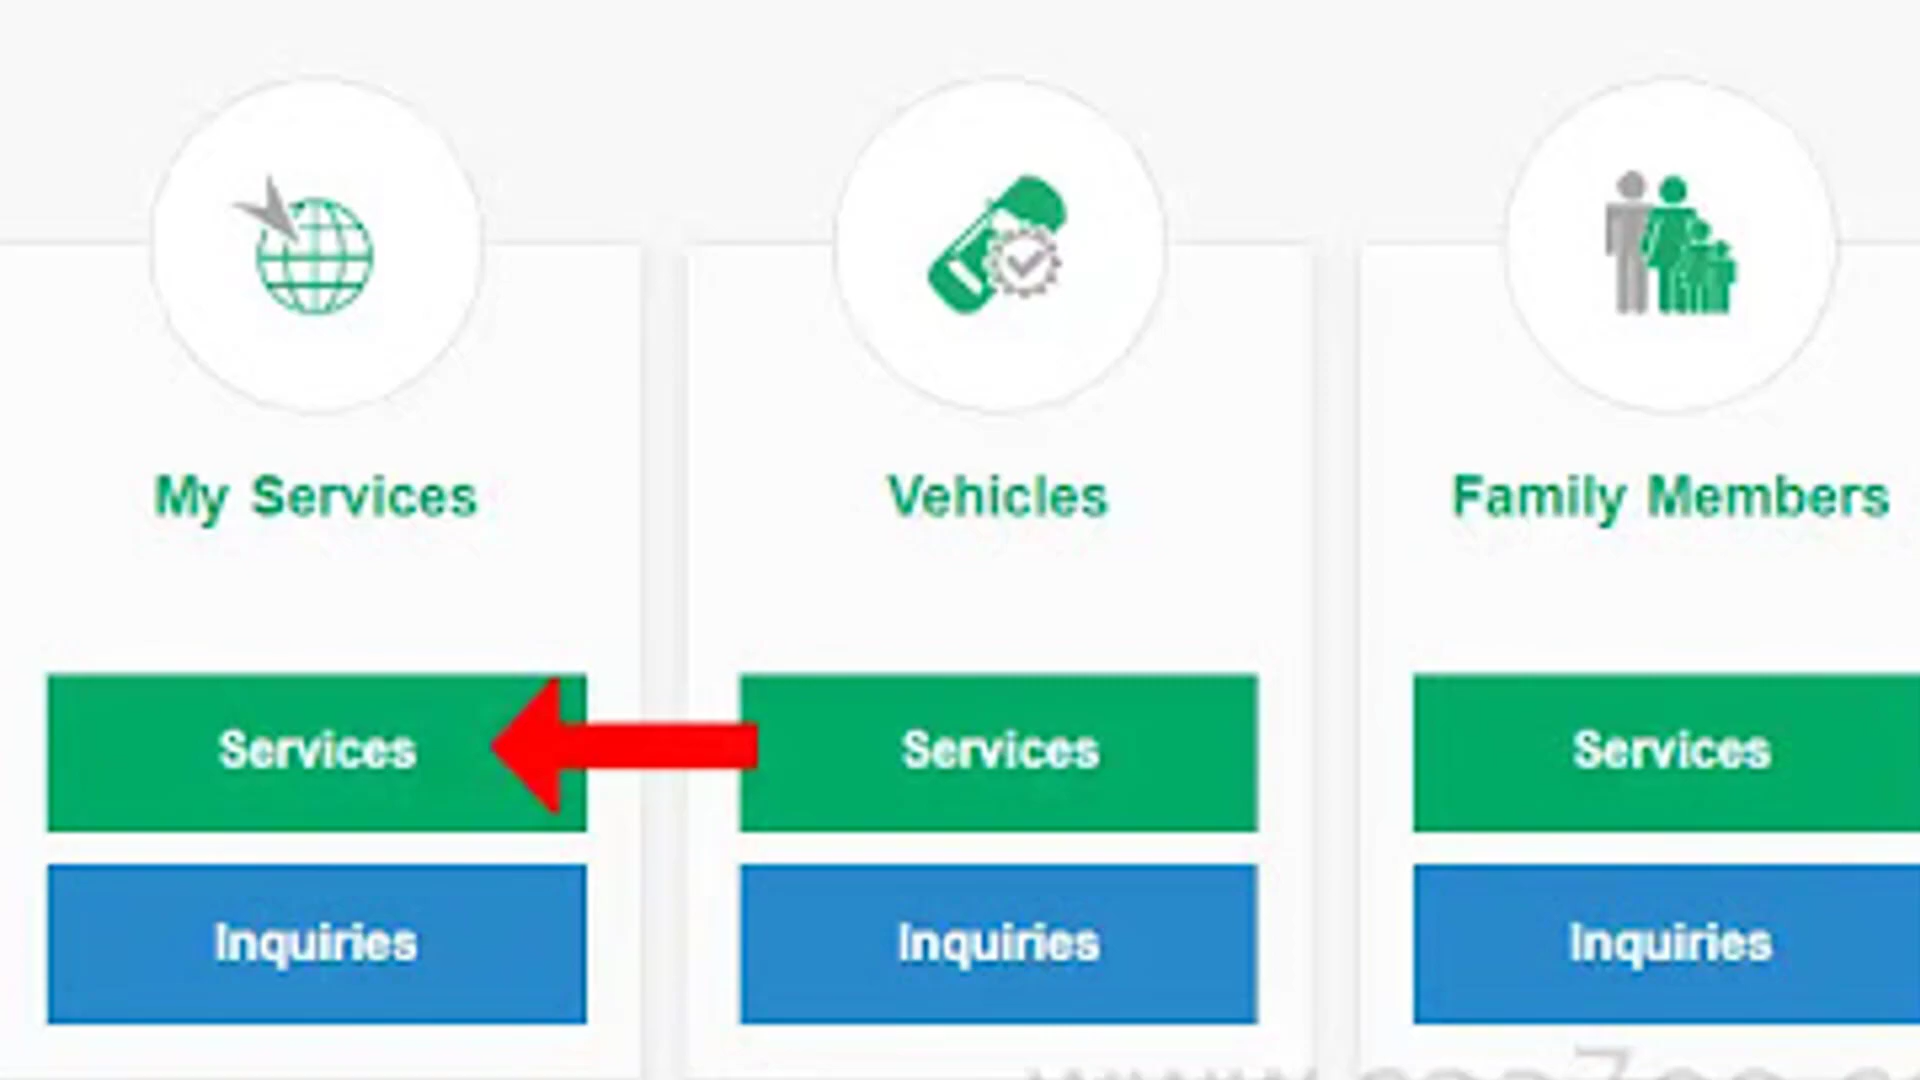 My Services
Vehicles
Family Members
Services
Services
Services
Inquiries
Inquiries
Inquiries